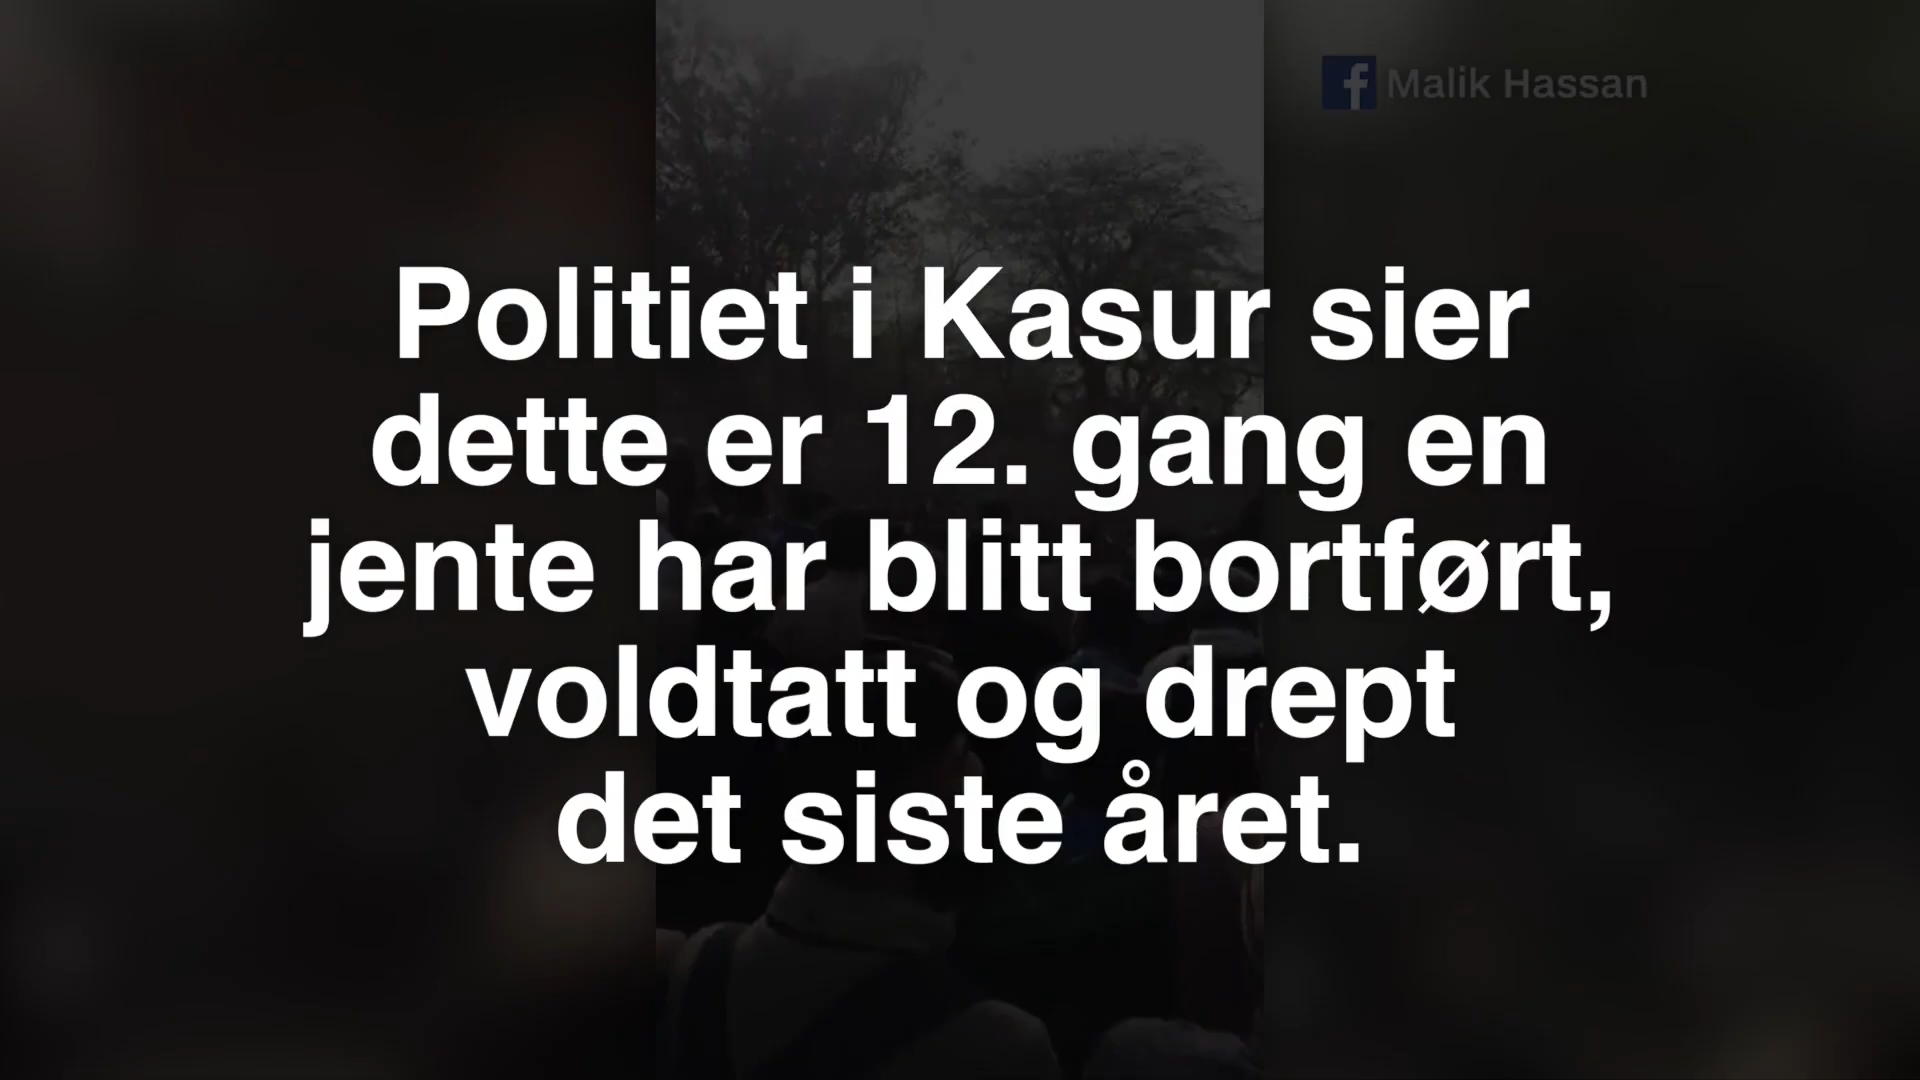 Malik Hassan
Politiet i Kasur sier
dette er 12. gang en
jente har blitt bortført,
voldtatt og drept
det siste året.